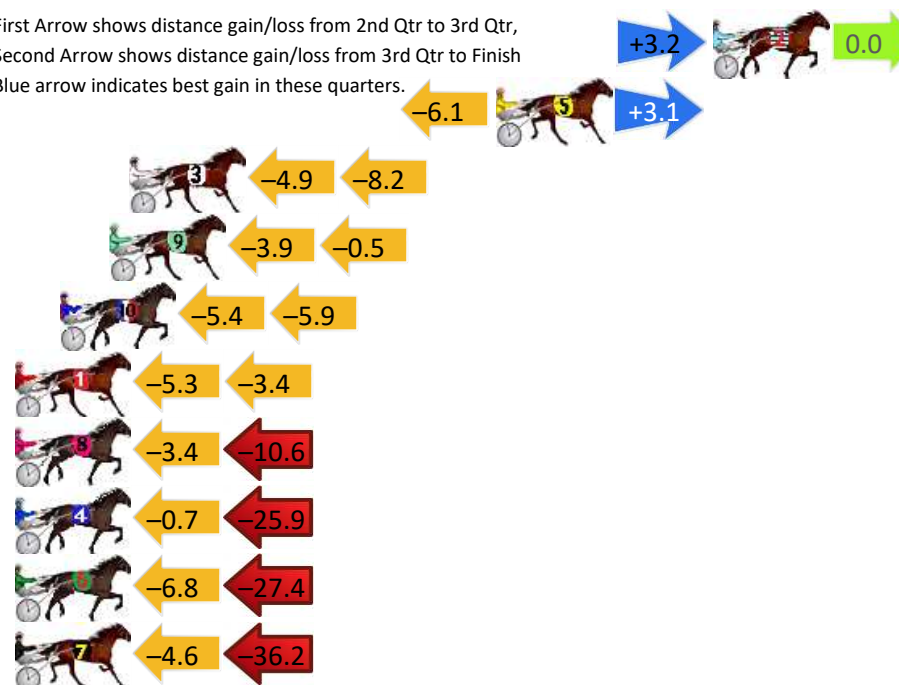 First Arrow shows distance gain/loss from 2nd Qtr to 3rd Qtr,
Second Arrow shows distance gain/loss from 3rd Qtr to Finish
Blue arrow indicates best gain in these quarters.
+3.2 2 0.0
−6.1 5 +3.1
3 −4.9 −8.2
9 −3.9 −0.5
10 −5.4 −5.9
1 −5.3 −3.4
8 −3.4 −10.6
4 −0.7 −25.9
6 −6.8 −27.4
7 −4.6 −36.2